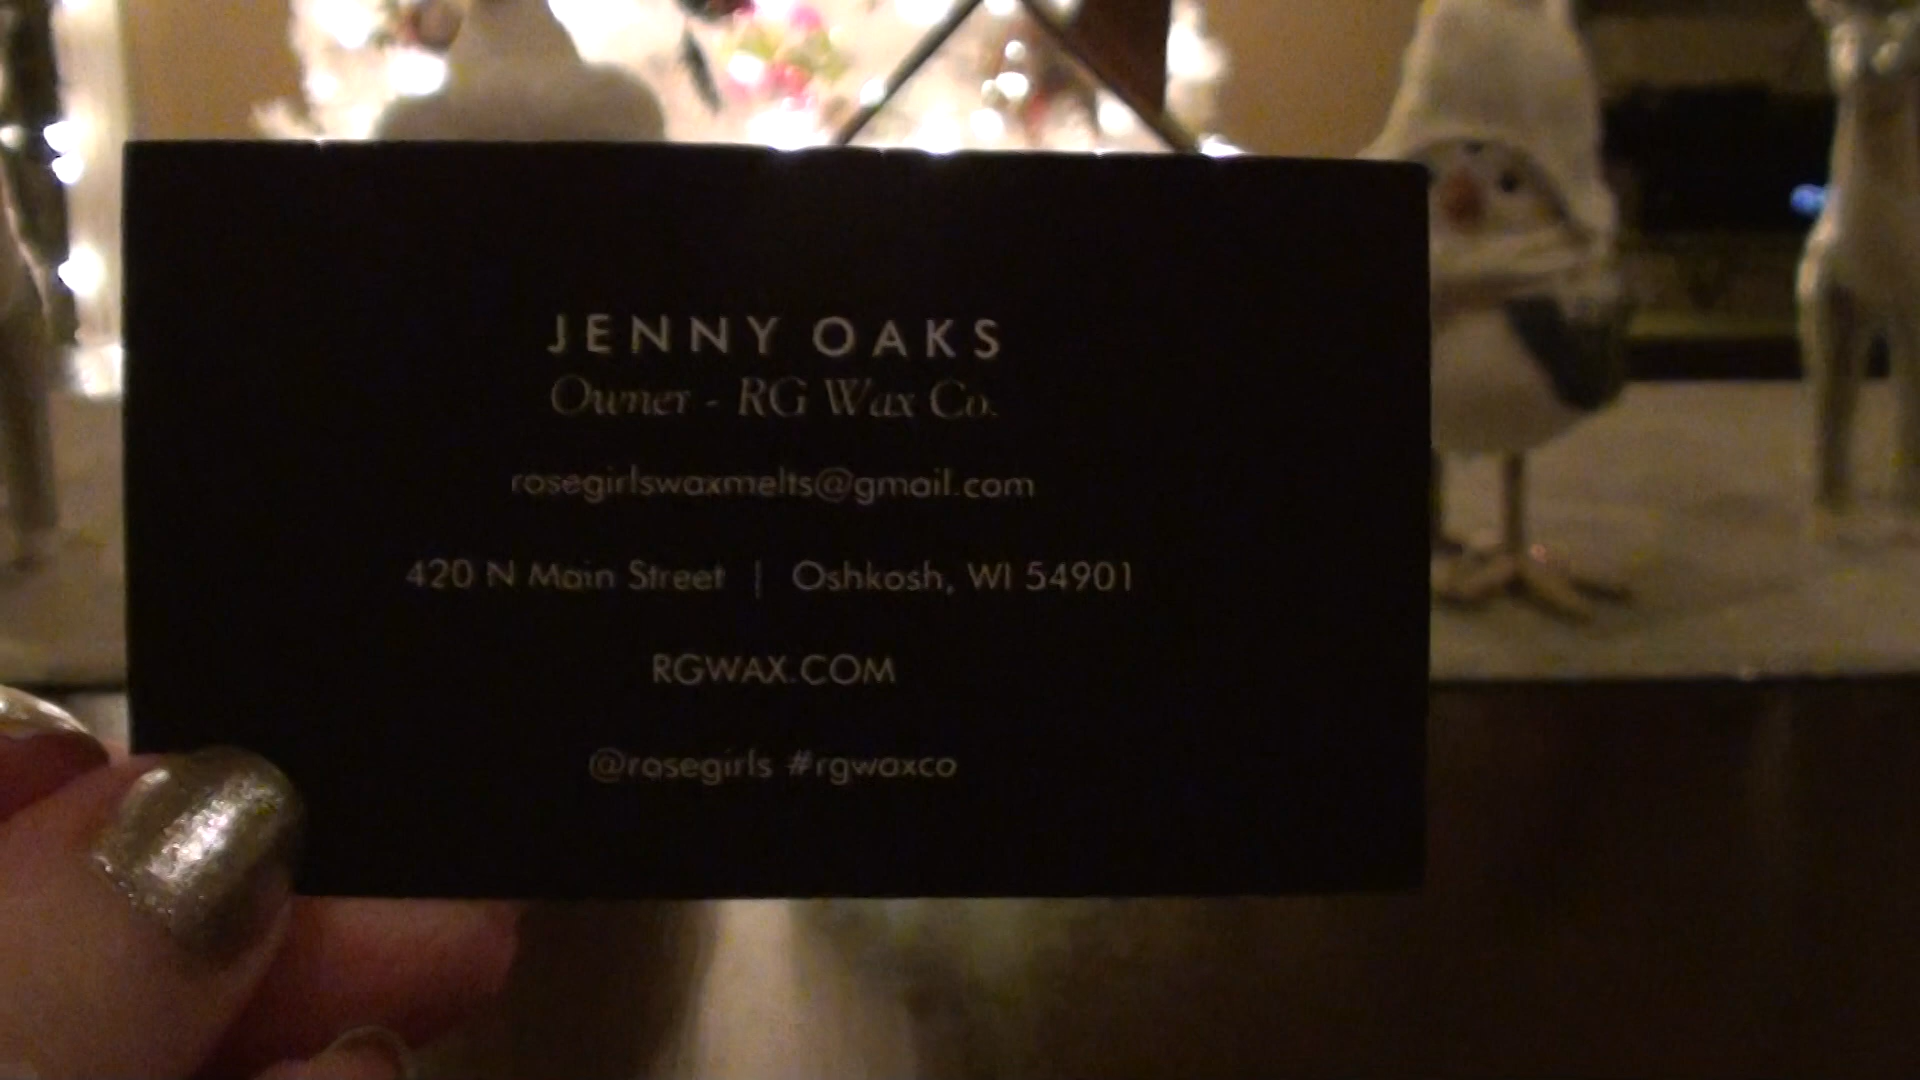 JENNY OAKS
Owner - RG Wax Co.
rosegirlswaxmelts@gmail.com
420 N Main Street | Oshkosh, WI 54901
RGWAX.COM
@rosegirls #rgwaxco